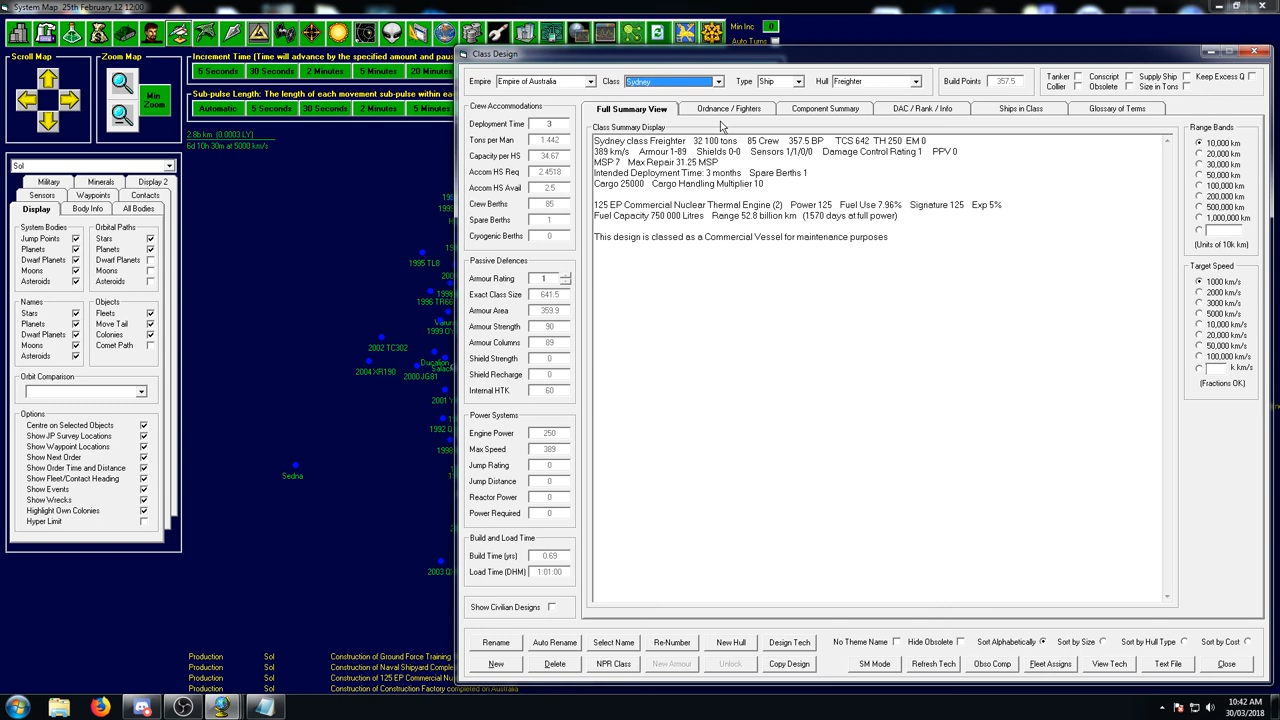 System Map   25th February 12 12:00
Min Inc   0
Auto Turns
Scroll Map
Zoom Map
Min Zoom
Increment Time (Time will advance by the specified amount and pass
5 Seconds   30 Seconds   2 Minutes   5 Minutes   20 Minutes
Sub-pulse Length: The length of each movement sub-pulse within eac
Automatic   5 Seconds   30 Seconds   2 Minutes   5 Minutes
2.8b km  (0.0003 LY)
6d 10h 30m at 5000 km/s
Sol
Military   Minerals   Display 2
Sensors   Waypoints   Contacts
Display   Body Info   All Bodies
System Bodies
Jump Points
Planets
Dwarf Planets
Moons
Asteroids
Orbital Paths
Stars
Planets
Dwarf Planets
Moons
Asteroids
Names
Stars
Planets
Dwarf Planets
Moons
Asteroids
Objects
Fleets
Move Tail
Colonies
Comet Path
Orbit Comparison
Options
Centre on Selected Objects
Show JP Survey Locations
Show Waypoint Locations
Show Next Order
Show Order Time and Distance
Show Fleet/Contact Heading
Show Events
Show Wrecks
Highlight Own Colonies
Hyper Limit
1995 TL8
1996 TR66
2002 TC302
2004 XR190
2000 JG81
Sedna
Production   Sol   Construction of Ground Force Training
Production   Sol   Construction of Naval Shipyard Comple
Production   Sol   Construction of 125 EP Commercial Nu
Production   Sol   Construction of Construction Factory completed on Australia
Class Design
Empire   Empire of Australia   Class   Sydney   Type   Ship   Hull   Freighter   Build Points   357.5
Tanker   Conscript   Supply Ship   Keep Excess Q
Collier   Obsolete   Size in Tons
Crew Accommodations
Deployment Time   3
Tons per Man   1.442
Capacity per HS   34.67
Accom HS Req   2.4518
Accom HS Avail   2.5
Crew Berths   85
Spare Berths   1
Cryogenic Berths   0
Passive Defences
Armour Rating   1
Exact Class Size   641.5
Armour Area   359.9
Armour Strength   90
Armour Columns   89
Shield Strength   0
Shield Recharge   0
Internal HTK   60
Power Systems
Engine Power   250
Max Speed   389
Jump Rating   0
Jump Distance   0
Reactor Power   0
Power Required   0
Build and Load Time
Build Time (yrs)   0.69
Load Time (DHM)   1:01:00
Show Civilian Designs
Full Summary View   Ordnance / Fighters   Component Summary   DAC / Rank / Info   Ships in Class   Glossary of Terms
Class Summary Display
Sydney class Freighter   32 100 tons   85 Crew   357.5 BP   TCS 642  TH 250  EM 0
389 km/s   Armour 1-89   Shields 0-0   Sensors 1/1/0/0   Damage Control Rating 1   PPV 0
MSP 7   Max Repair 31.25 MSP
Intended Deployment Time: 3 months   Spare Berths 1
Cargo 25000   Cargo Handling Multiplier 10
125 EP Commercial Nuclear Thermal Engine (2)   Power 125   Fuel Use 7.96%   Signature 125   Exp 5%
Fuel Capacity 750 000 Litres   Range 52.8 billion km  (1570 days at full power)
This design is classed as a Commercial Vessel for maintenance purposes
Range Bands
10,000 km
20,000 km
30,000 km
50,000 km
100,000 km
200,000 km
500,000 km
1,000,000 km
(Units of 10k km)
Target Speed
1000 km/s
2000 km/s
3000 km/s
5000 km/s
10,000 km/s
20,000 km/s
50,000 km/s
100,000 km/s
k km/s
(Fractions OK)
Rename   Auto Rename   Select Name   Re-Number   New Hull   Design Tech   No Theme Name   Hide Obsolete   Sort Alphabetically   Sort by Size   Sort by Hull Type   Sort by Cost
New   Delete   NPR Class   New Armour   Unlock   Copy Design   SM Mode   Refresh Tech   Obso Comp   Fleet Assigns   View Tech   Text File   Close
10:42 AM
30/03/2018